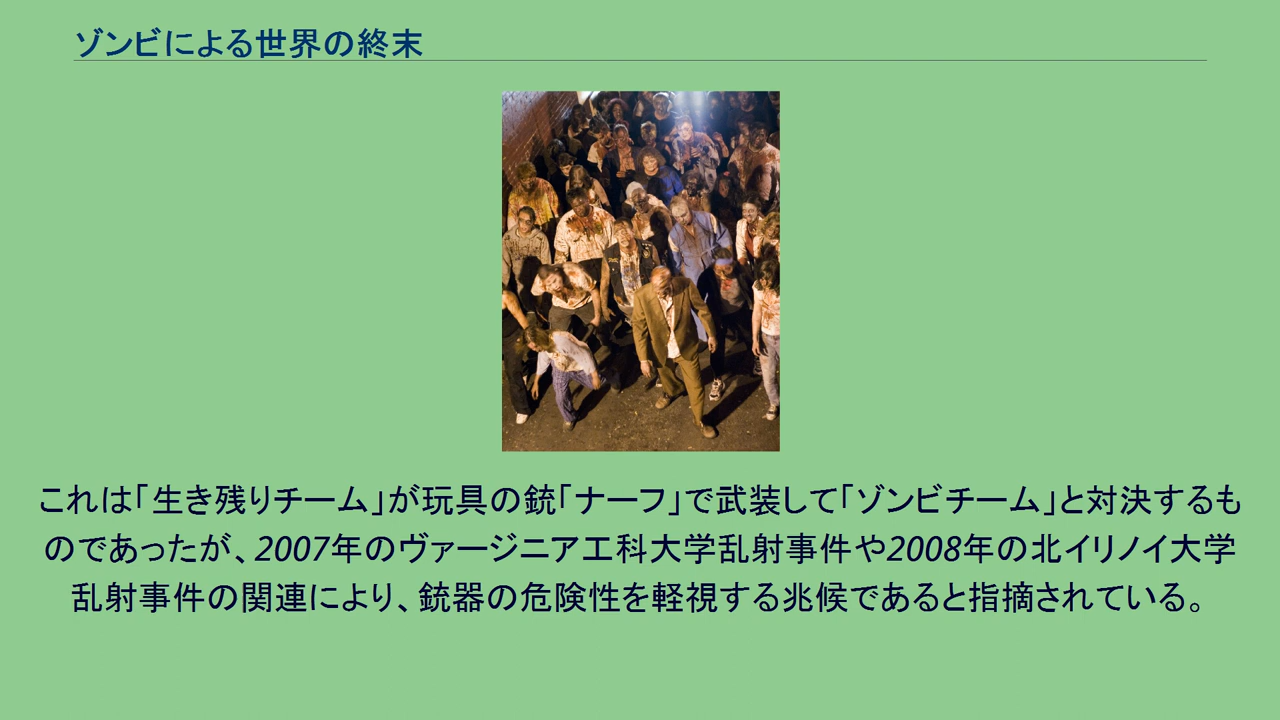 ゾンビによる世界の終末
これは「生き残りチーム」が玩具の銃「ナーフ」で武装して「ゾンビチーム」と対決するも
のであったが、2007年のヴァージニア工科大学乱射事件や2008年の北イリノイ大学
乱射事件の関連により、銃器の危険性を軽視する兆候であると指摘されている。